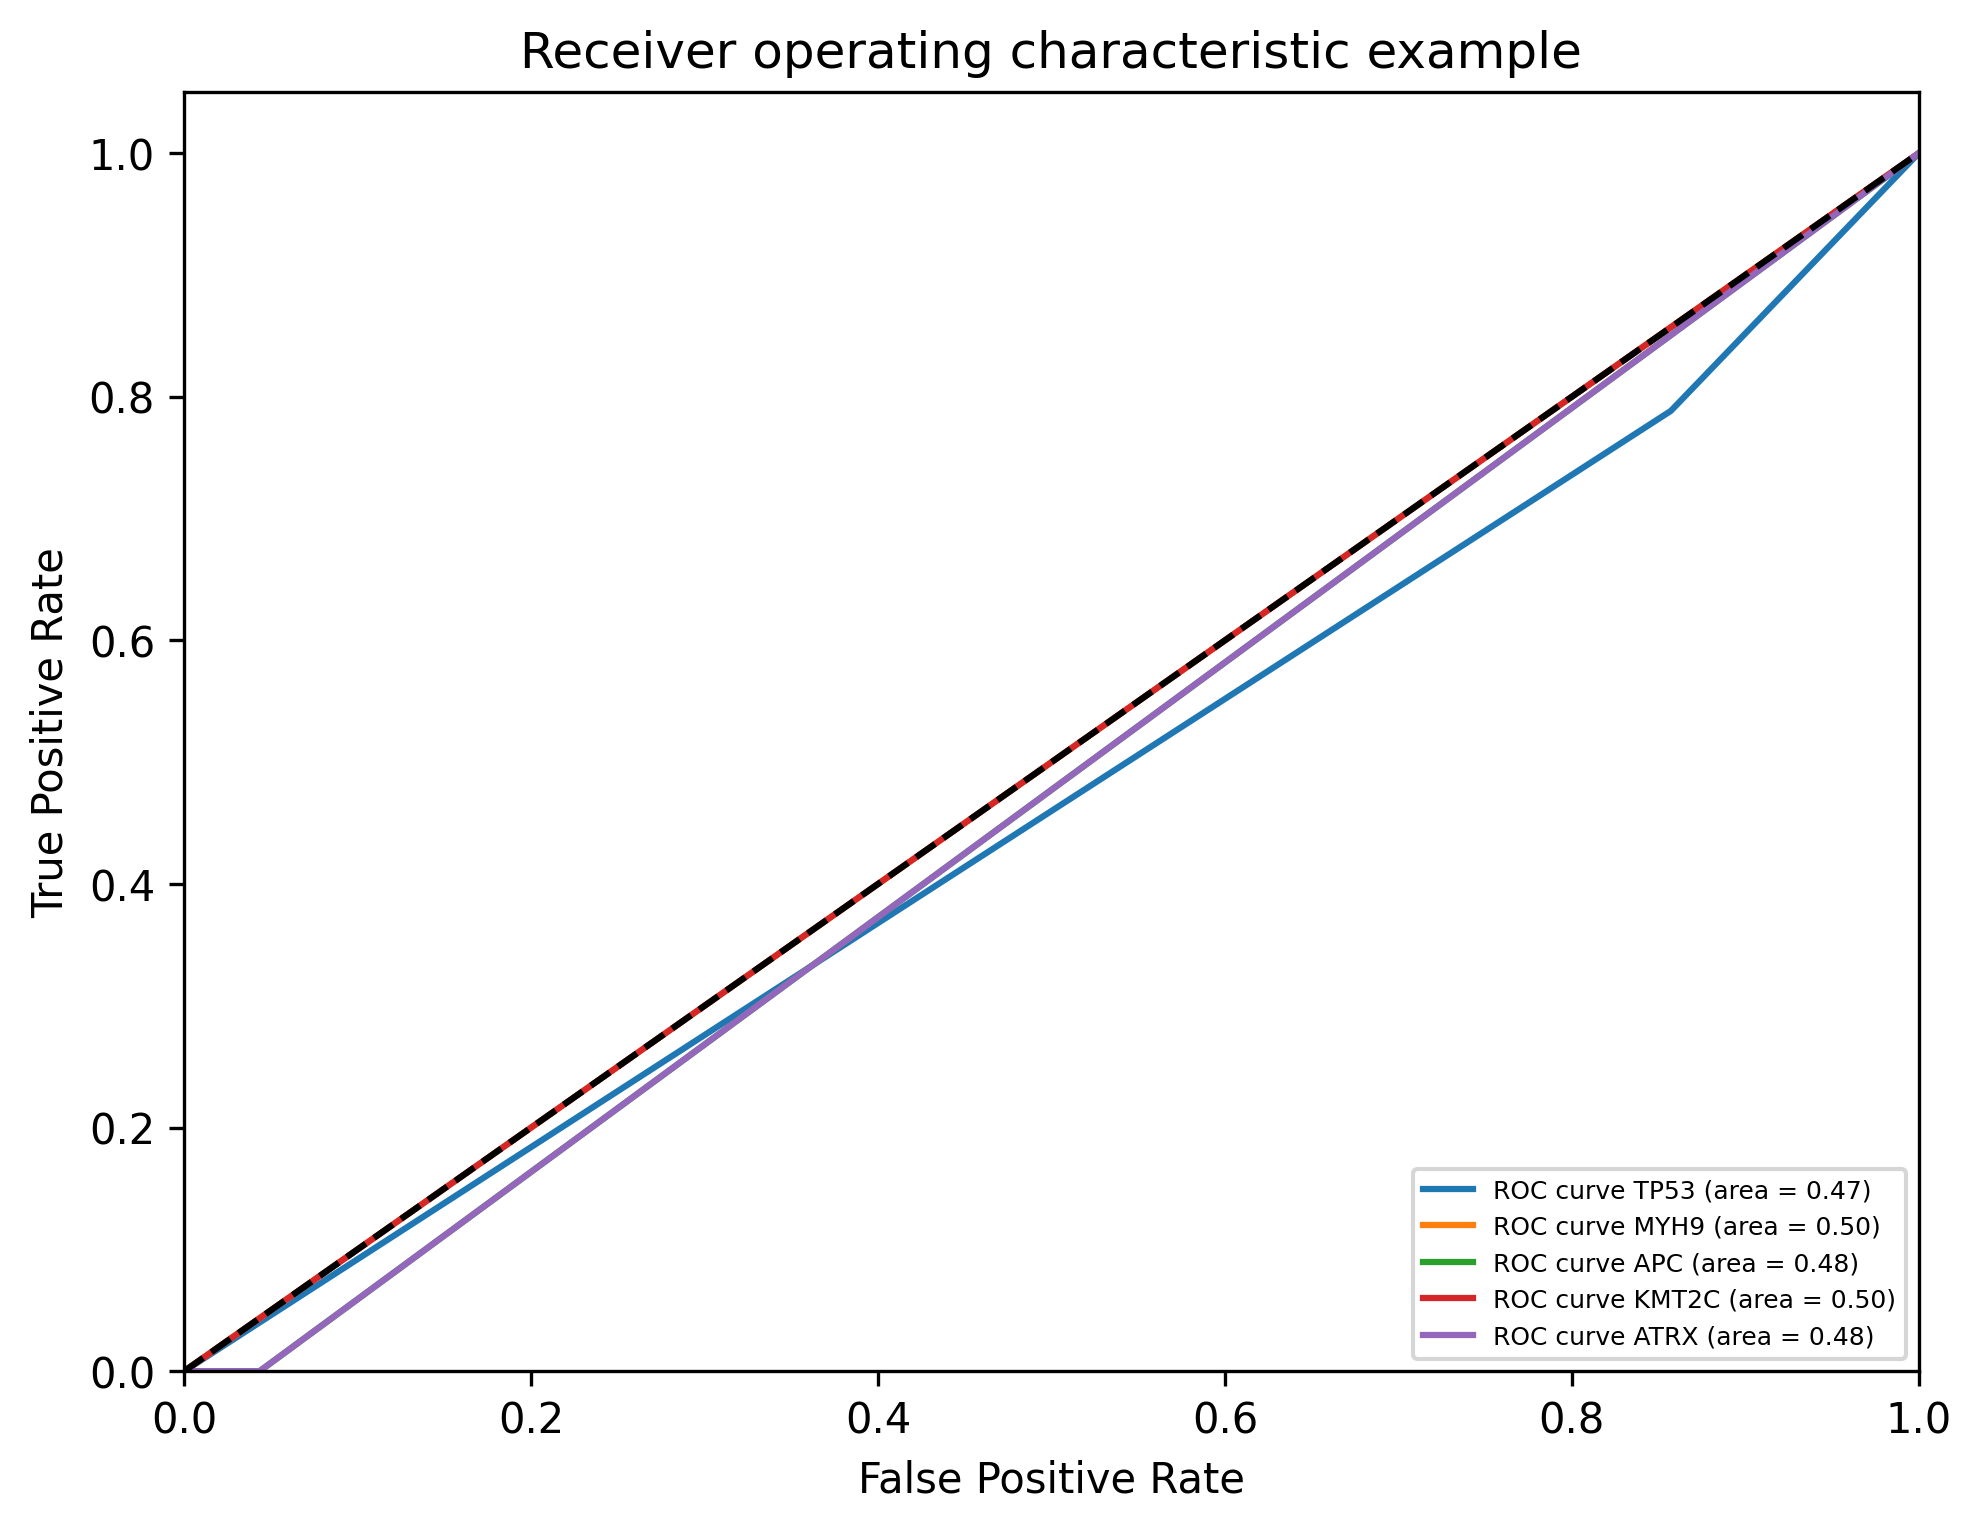 Receiver operating characteristic example
1.0
0.8
0.6
0.4
0.2
0.0
True Positive Rate
0.0 0.2 0.4 0.6 0.8 1.0
False Positive Rate
ROC curve TP53 (area = 0.47)
ROC curve MYH9 (area = 0.50)
ROC curve APC (area = 0.48)
ROC curve KMT2C (area = 0.50)
ROC curve ATRX (area = 0.48)